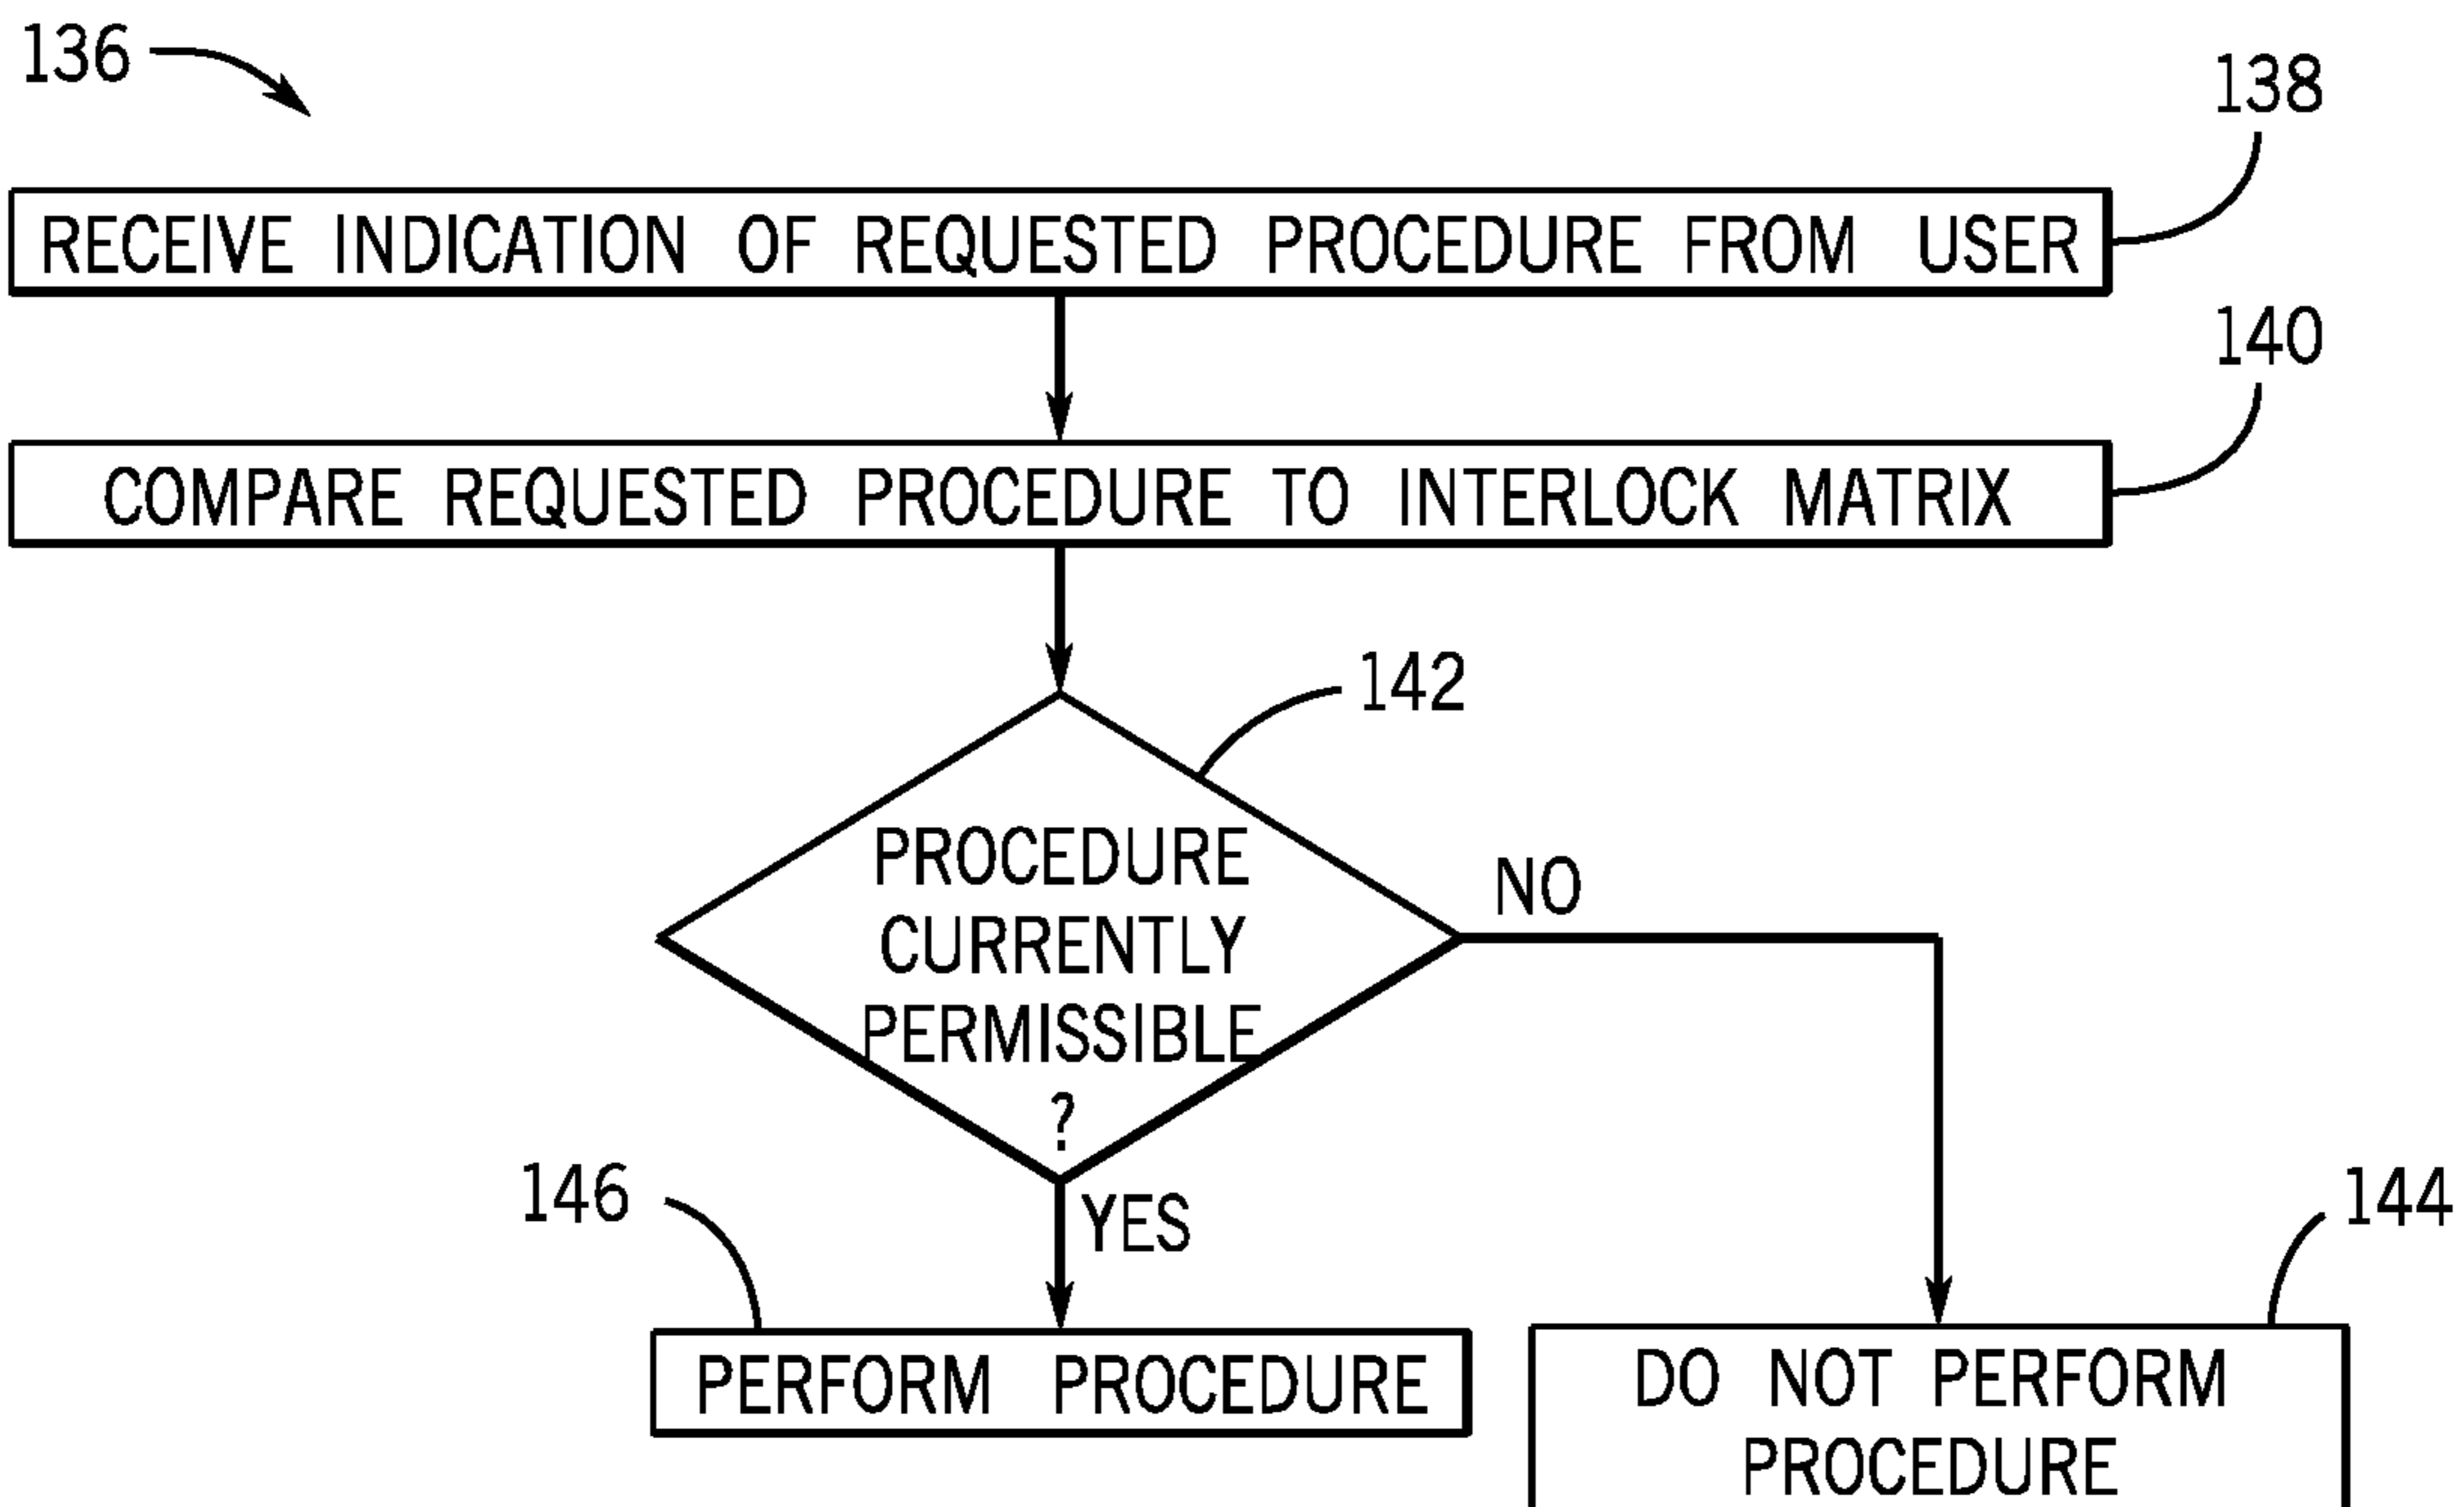 136
138
RECEIVE INDICATION OF REQUESTED PROCEDURE FROM USER
140
COMPARE REQUESTED PROCEDURE TO INTERLOCK MATRIX
142
PROCEDURE
CURRENTLY
PERMISSIBLE
?
NO
YES
146
144
PERFORM PROCEDURE
DO NOT PERFORM
PROCEDURE